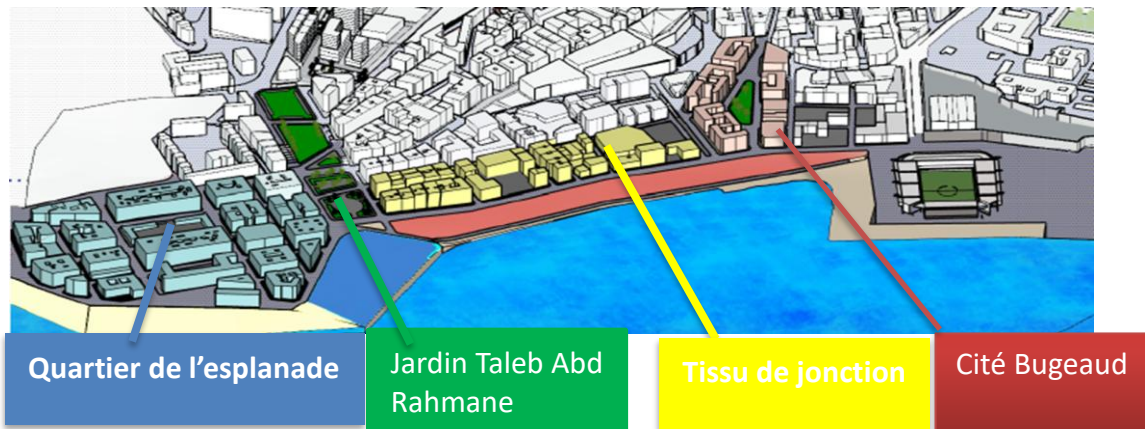 Quartier de l’esplanade
Jardin Taleb Abd
Rahmane
Tissu de jonction
Cité Bugeaud